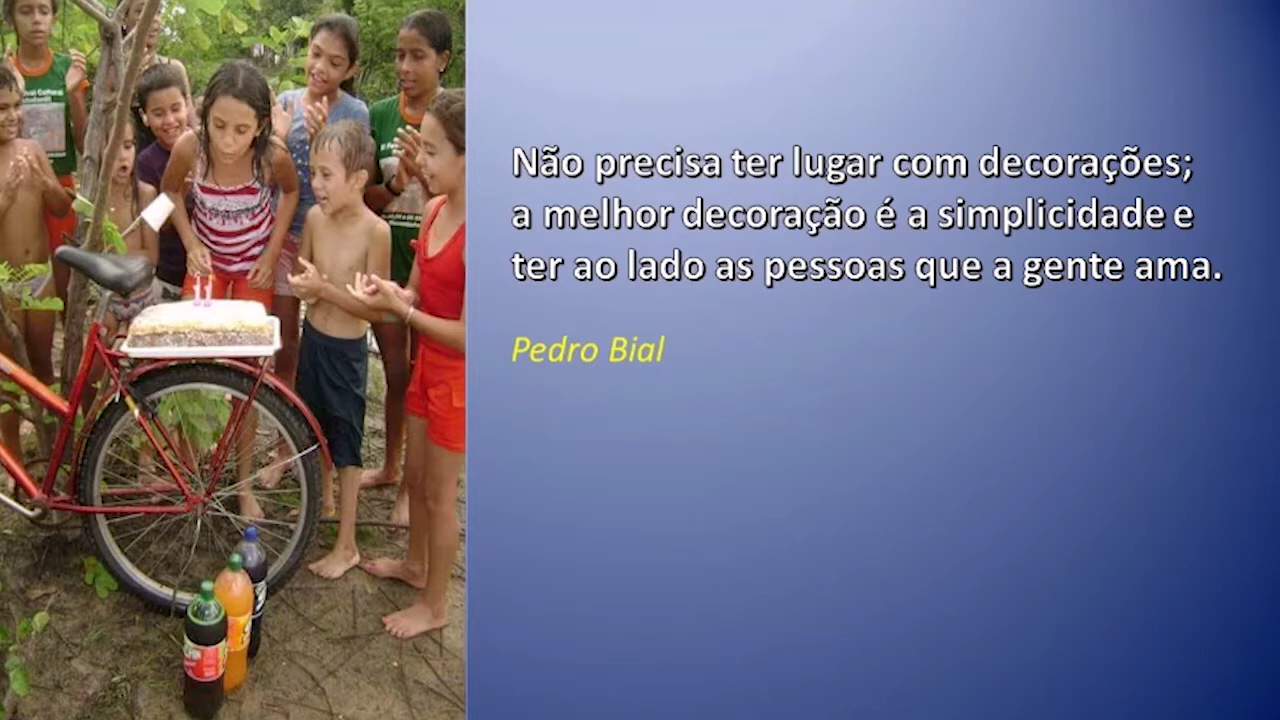 Não precisa ter lugar com decorações;
a melhor decoração é a simplicidade e
ter ao lado as pessoas que a gente ama.
Pedro Bial